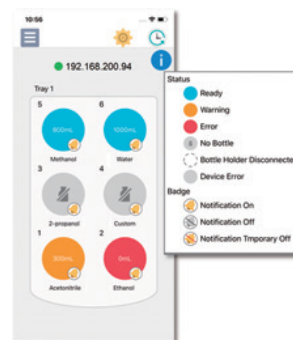 10:56
192.168.200.94
i
Tray 1
5 6
600mL 1000mL
Methanol Water
3 4
2-propanol Custom
1 2
300mL 0mL
Acetonitrile Ethanol
Status
Ready
Warning
Error
No Bottle
Bottle Holder Disconnecte
Device Error
Badge
Notification On
Notification Off
Notification Tmporary Off